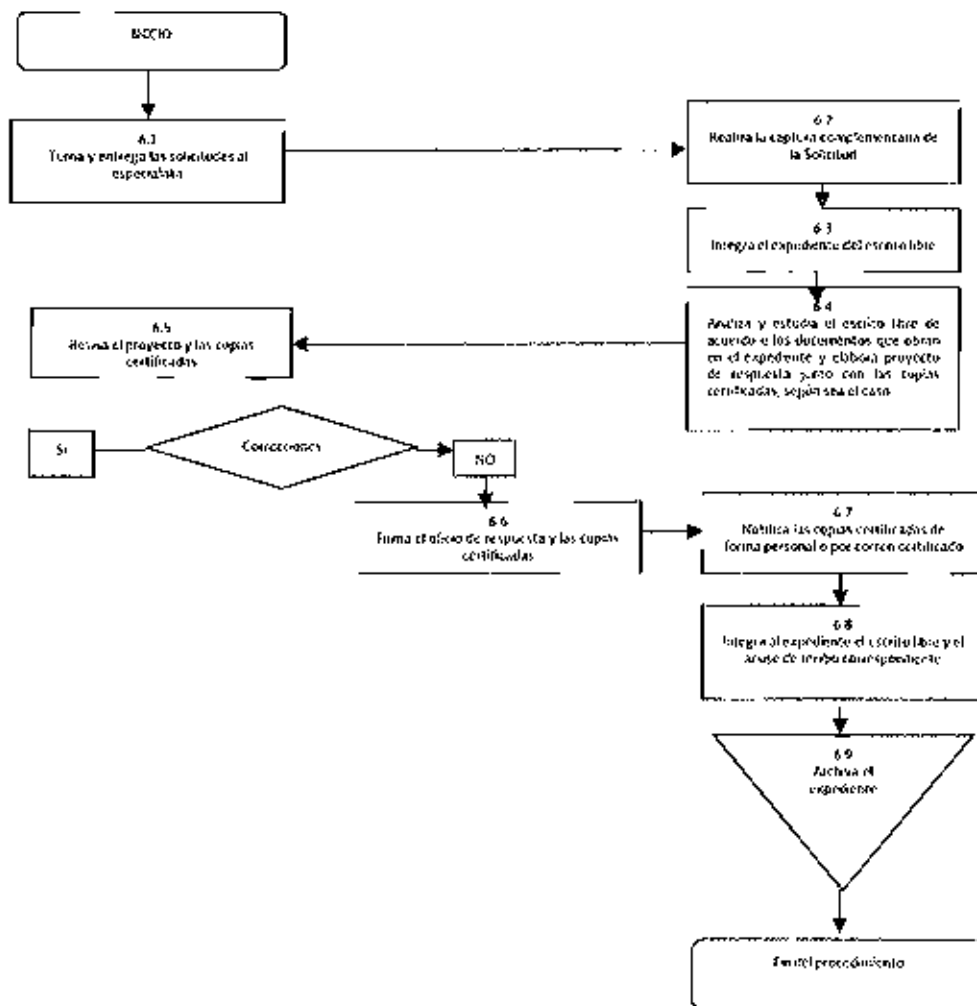 INICIO
6.1
Turna y entrega las solicitudes al
especialista
6.2
Realiza la captura complementaria de
la Solicitud
6.3
Integra el expediente del escrito libre
6.4
Analiza y estudia el escrito libre de
acuerdo a los documentos que obran
en el expediente y elabora proyecto
de respuesta junto con las copias
certificadas, según sea el caso
6.5
Revisa el proyecto y las copias
certificadas
Correcciones
SI
NO
6.6
Firma el oficio de respuesta y las copias
certificadas
6.7
Notifica las copias certificadas de
forma personal o por correo certificado
6.8
Integra al expediente el escrito libre y el
acuse de recibo correspondiente
6.9
Archiva el
expediente
Fin del procedimiento